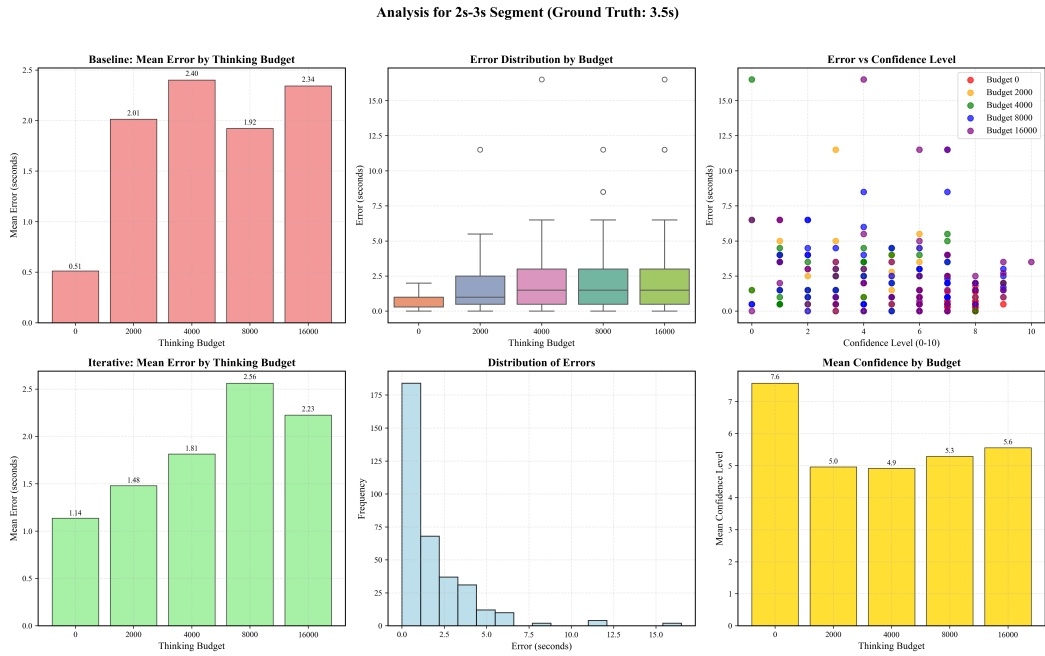 Analysis for 2s-3s Segment (Ground Truth: 3.5s)
Baseline: Mean Error by Thinking Budget
Mean Error (seconds)
2.5
2.0
1.5
1.0
0.5
0.0
0.51
2.01
2.40
1.92
2.34
0 2000 4000 8000 16000
Thinking Budget
Error Distribution by Budget
Error (seconds)
15.0
12.5
10.0
7.5
5.0
2.5
0.0
0 2000 4000 8000 16000
Thinking Budget
Error vs Confidence Level
Error (seconds)
15.0
12.5
10.0
7.5
5.0
2.5
0.0
Budget 0
Budget 2000
Budget 4000
Budget 8000
Budget 16000
0 2 4 6 8 10
Confidence Level (0-10)
Iterative: Mean Error by Thinking Budget
Mean Error (seconds)
2.5
2.0
1.5
1.0
0.5
0.0
1.14
1.48
1.81
2.56
2.23
0 2000 4000 8000 16000
Thinking Budget
Distribution of Errors
Frequency
175
150
125
100
75
50
25
0
0.0 2.5 5.0 7.5 10.0 12.5 15.0
Error (seconds)
Mean Confidence by Budget
Mean Confidence Level
7
6
5
4
3
2
1
0
7.6
5.0
4.9
5.3
5.6
0 2000 4000 8000 16000
Thinking Budget